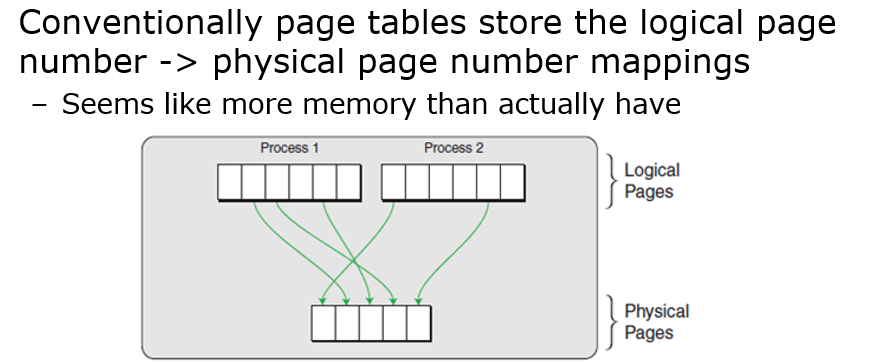 Conventionally page tables store the logical page
number -> physical page number mappings
– Seems like more memory than actually have
Process 1
Process 2
Logical
Pages
Physical
Pages